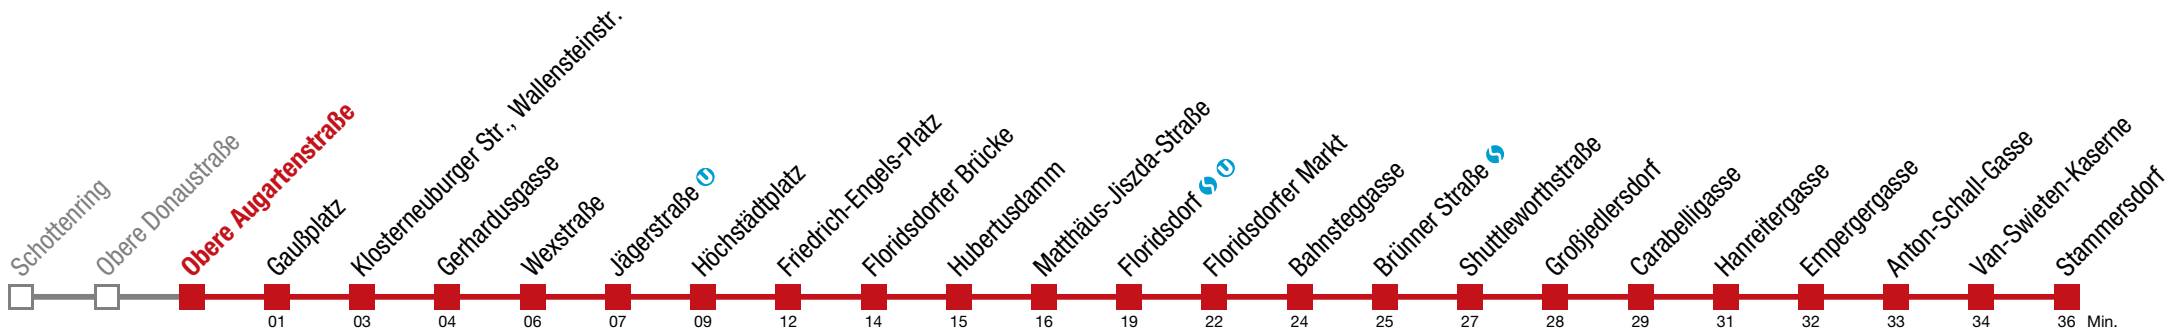 Schottenring
Obere Donaustraße
Obere Augartenstraße
Gaußplatz
Klosterneuburger Str., Wallensteinstr.
Gerhardusgasse
Wexstraße
Jägerstraße U
Höchstädtplatz
Friedrich-Engels-Platz
Floridsdorfer Brücke
Hubertusdamm
Matthäus-Jiszda-Straße
Floridsdorf S U
Floridsdorfer Markt
Bahnsteggasse
Brünner Straße S
Shuttleworthstraße
Großjedlersdorf
Carabelligasse
Hanreitergasse
Empergergasse
Anton-Schall-Gasse
Van-Swieten-Kaserne
Stammersdorf
01 03 04 06 07 09 12 14 15 16 19 22 24 25 27 28 29 31 32 33 34 36 Min.